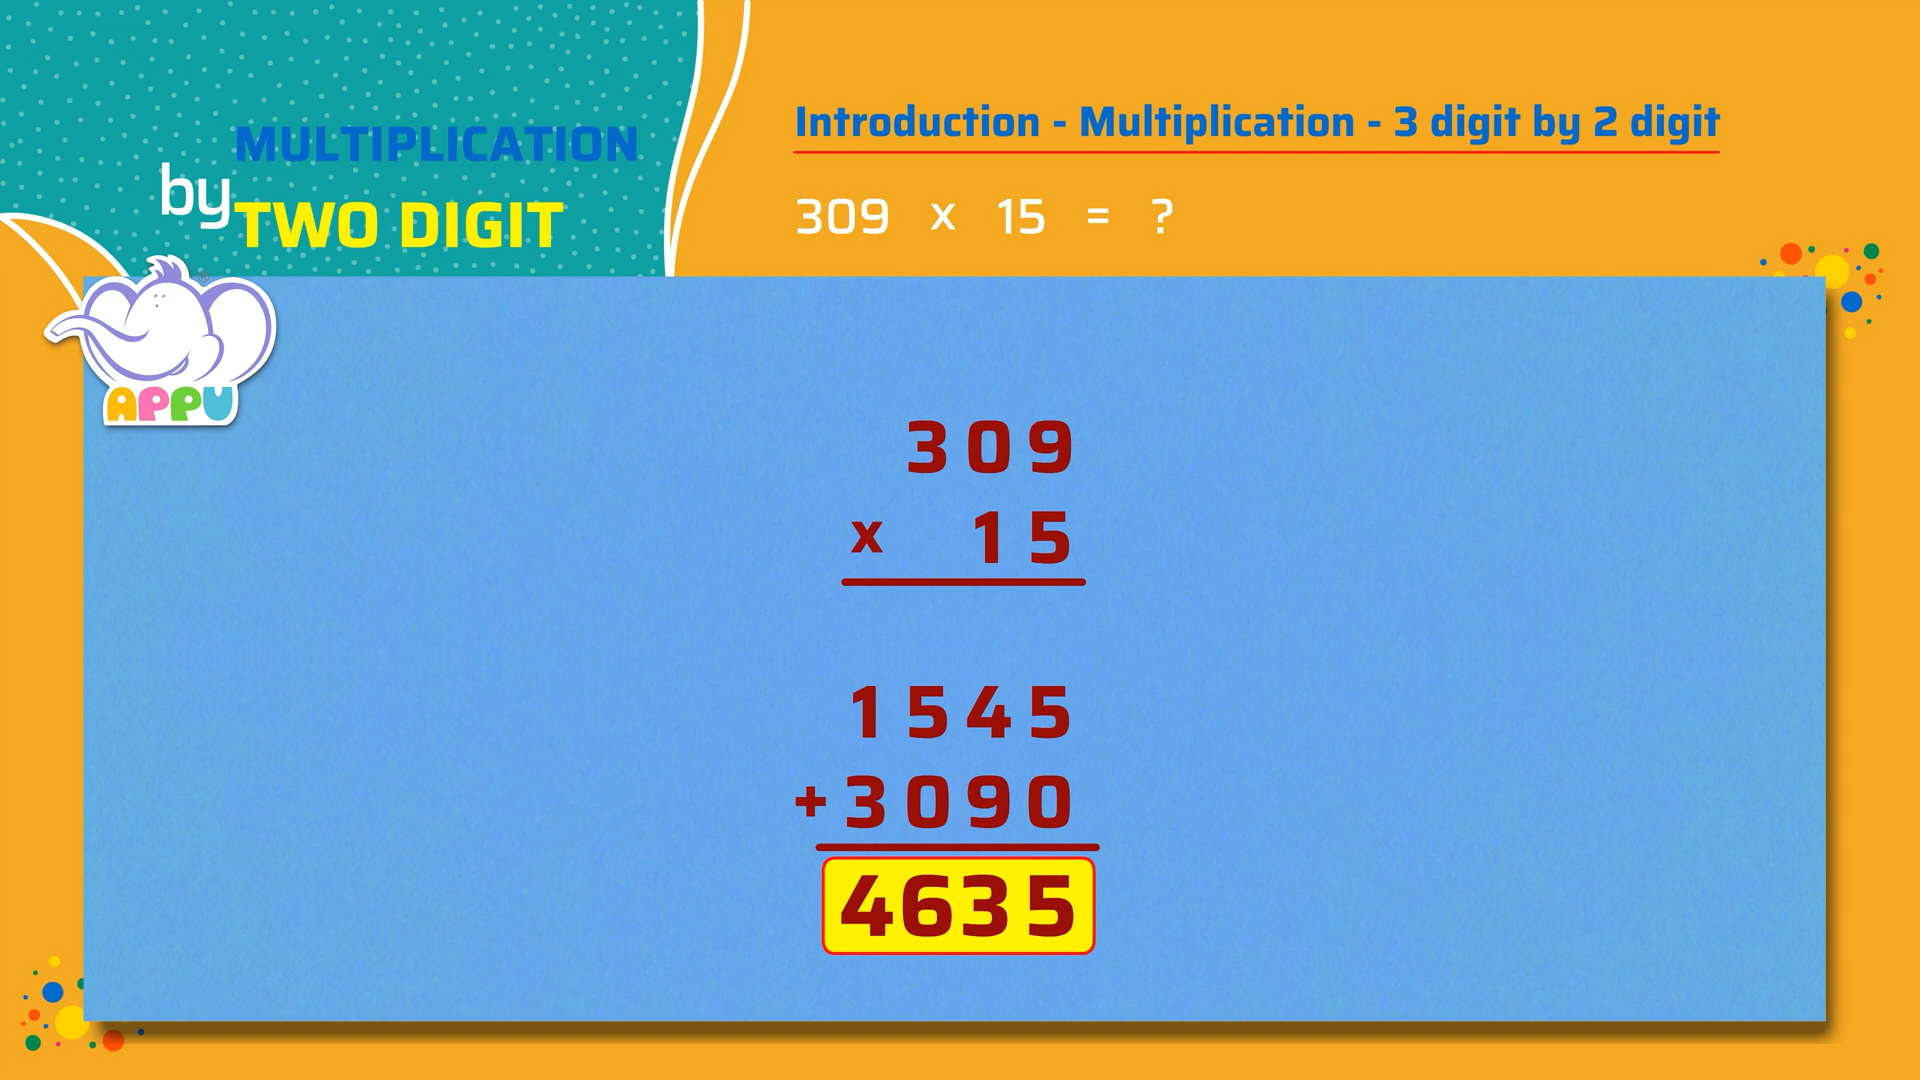 MULTIPLICATION
by TWO DIGIT
Introduction - Multiplication - 3 digit by 2 digit
309 x 15 = ?
APPU
®
309
x 15
1545
+3090
4635